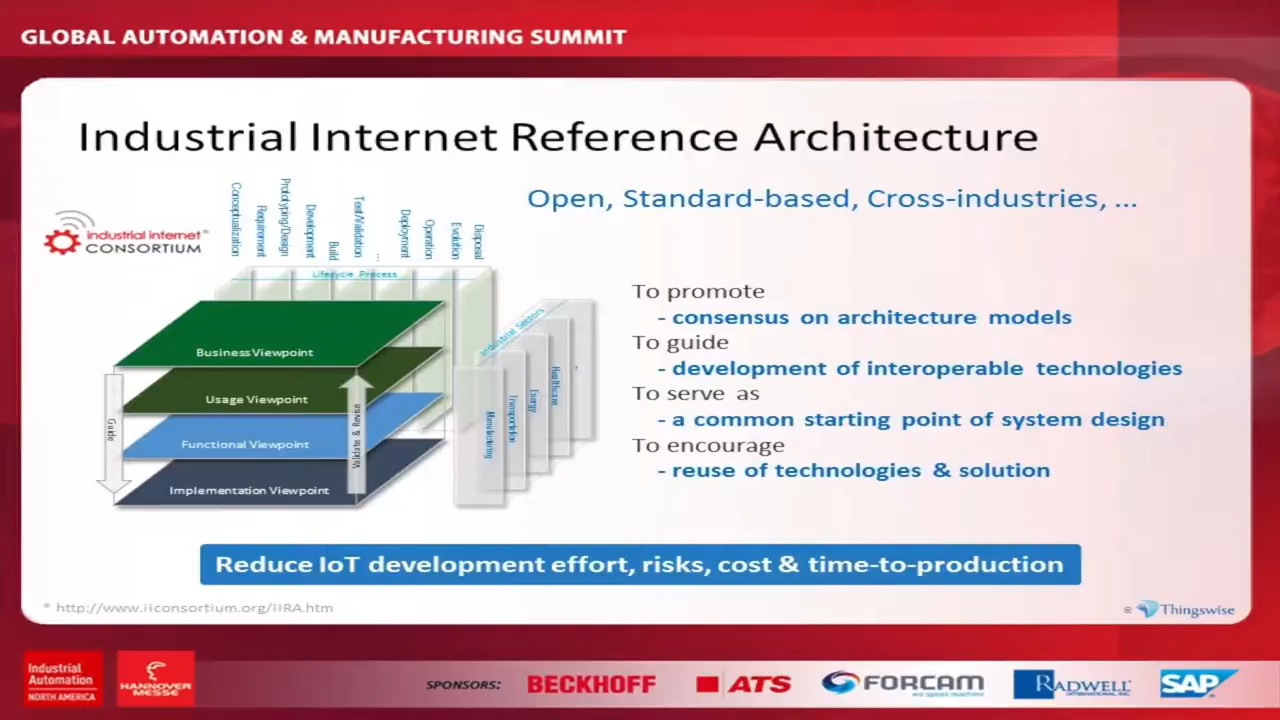 GLOBAL AUTOMATION & MANUFACTURING SUMMIT
Industrial Internet Reference Architecture
Open, Standard-based, Cross-industries, ...
industrial internet
CONSORTIUM
Conceptualization
Requirement
Prototyping/Design
Development
Build
Test/Validation
...
Deployment
Operation
Evolution
Disposal
Lifecycle Process
Industrial Sectors
Business Viewpoint
Usage Viewpoint
Functional Viewpoint
Implementation Viewpoint
Guide
Validate & Revise
Manufacturing
Transportation
Energy
Healthcare
To promote
- consensus on architecture models
To guide
- development of interoperable technologies
To serve as
- a common starting point of system design
To encourage
- reuse of technologies & solution
Reduce IoT development effort, risks, cost & time-to-production
* http://www.iiconsortium.org/IIRA.htm
© Thingswise
Industrial
Automation
NORTH AMERICA
HANNOVER
MESSE
SPONSORS:
BECKHOFF
ATS
FORCAM
we speak machine
RADWELL
INTERNATIONAL, INC
SAP